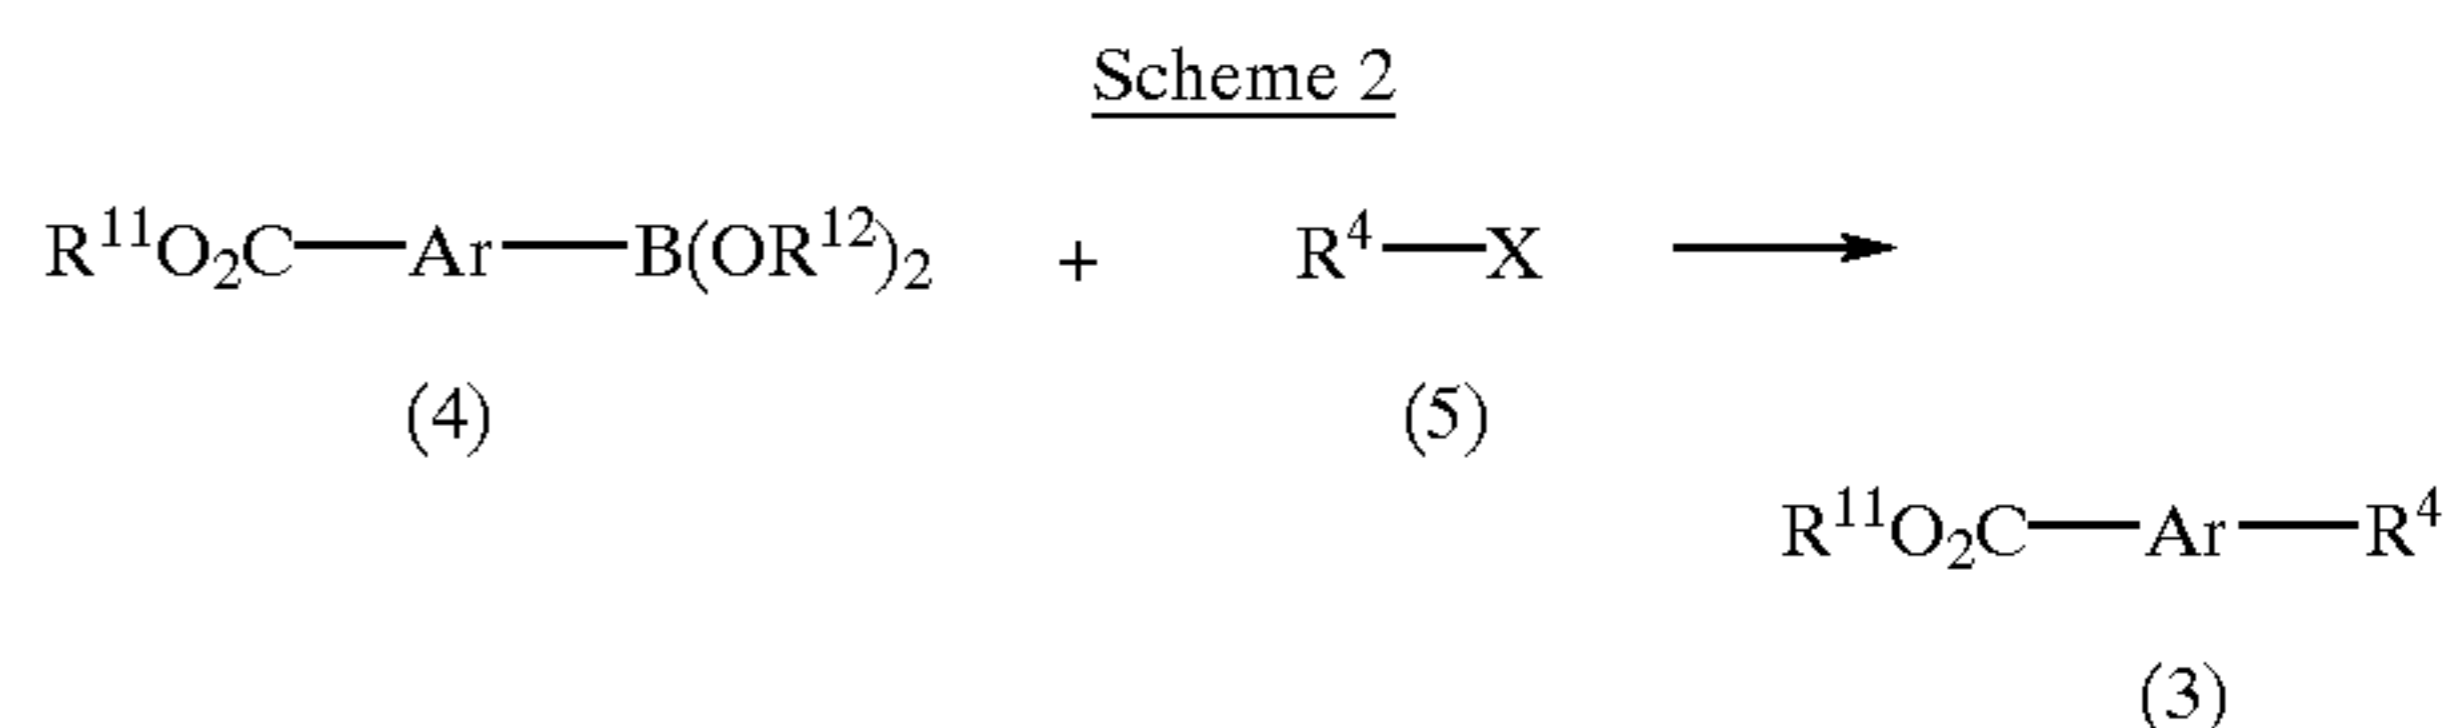 Scheme 2
R¹¹O₂C—Ar—B(OR¹²)₂ + R⁴—X ⟶
(4) (5)
R¹¹O₂C—Ar—R⁴
(3)